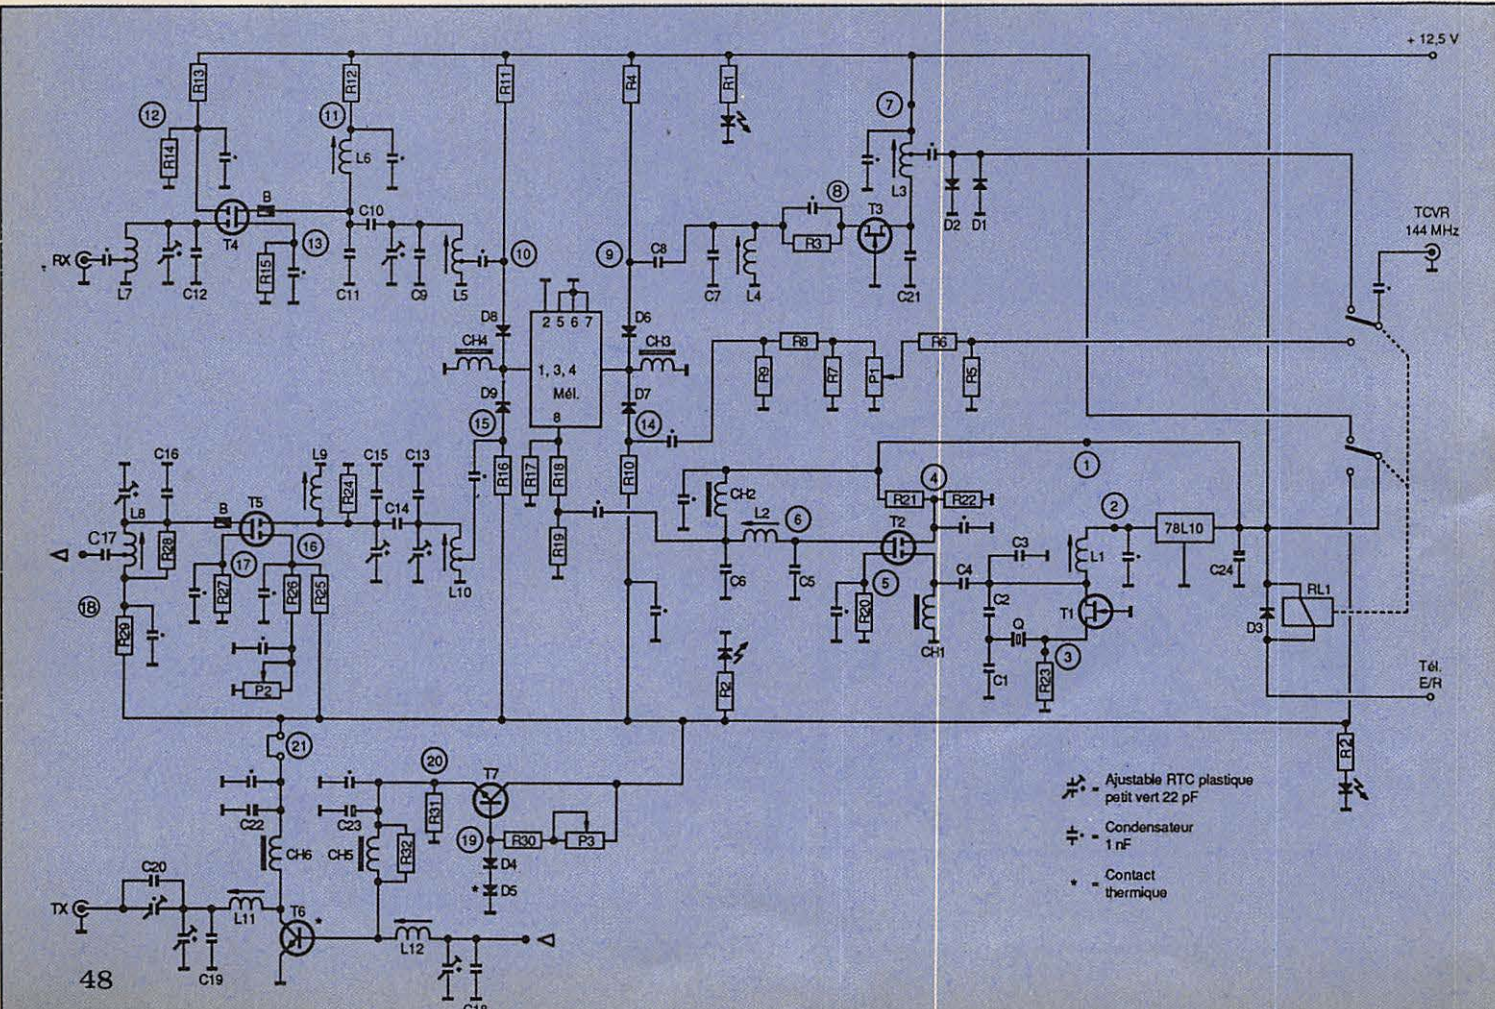 + 12,5 V
R13
R12
R11
R4
R1
12
11
7
R14
L6
L3
B
8
C10
T4
13
R3
T3
D2
D1
TCVR
144 MHz
RX
R15
10
9
C8
L7
C12
C11
C9
L5
C7
L4
C21
2 5 6 7
D8
D6
CH4
CH3
1, 3, 4
Mél.
8
R8
R6
R9
R7
P1
R5
D9
D7
15
14
C16
L9
C15
C13
R16
R17
R18
R10
1
R24
CH2
R21
4
R22
2
L8
B
T5
C14
L2
6
T2
78L10
C17
R28
16
R19
C3
L1
C24
17
C6
C5
5
C4
R27
R26
R25
L10
R20
C2
T1
RL1
18
D3
R29
Q
CH1
3
C1
R23
P2
R2
Tél.
E/R
21
20
T7
R2
C22
C23
R31
19
R30
P3
CH6
CH5
R32
D4
* D5
C20
TX
L11
T6
*
L12
C19
C18
= Ajustable RTC plastique
petit vert 22 pF
= Condensateur
1 nF
* = Contact
thermique
48